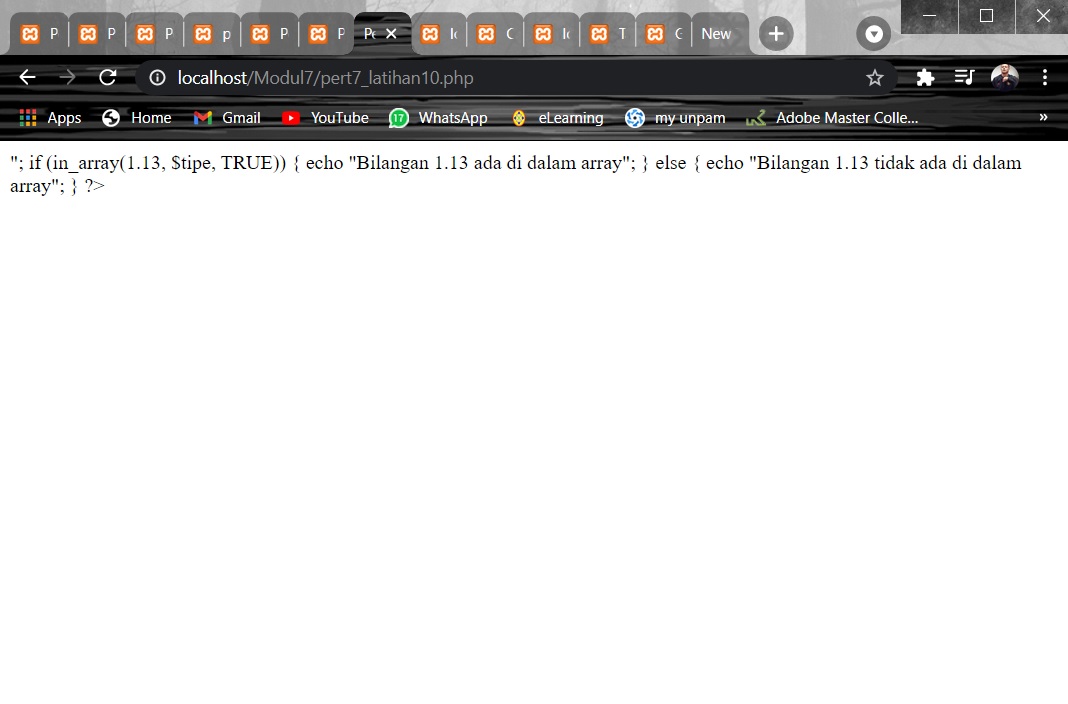 P P P p P P Pe I C I T C New
localhost/Modul7/pert7_latihan10.php
Apps Home Gmail YouTube 17 WhatsApp eLearning my unpam Adobe Master Colle... »
"; if (in_array(1.13, $tipe, TRUE)) { echo "Bilangan 1.13 ada di dalam array"; } else { echo "Bilangan 1.13 tidak ada di dalam
array"; } ?>